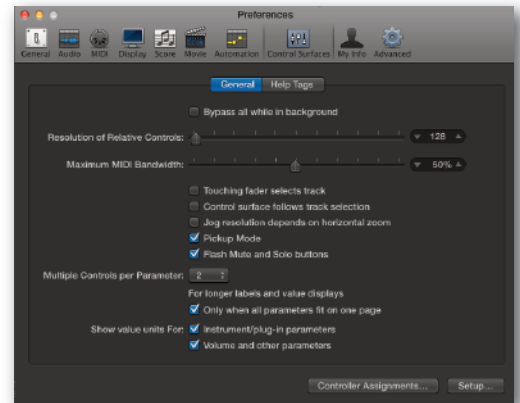 Preferences
General Audio MIDI Display Score Movie Automation Control Surfaces My Info Advanced
General Help Tags
Bypass all while in background
Resolution of Relative Controls: 128
Maximum MIDI Bandwidth: 50%
Touching fader selects track
Control surface follows track selection
Jog resolution depends on horizontal zoom
Pickup Mode
Flash Mute and Solo buttons
Multiple Controls per Parameter: 2
For longer labels and value displays
Only when all parameters fit on one page
Show value units For: Instrument/plug-in parameters
Volume and other parameters
Controller Assignments... Setup...